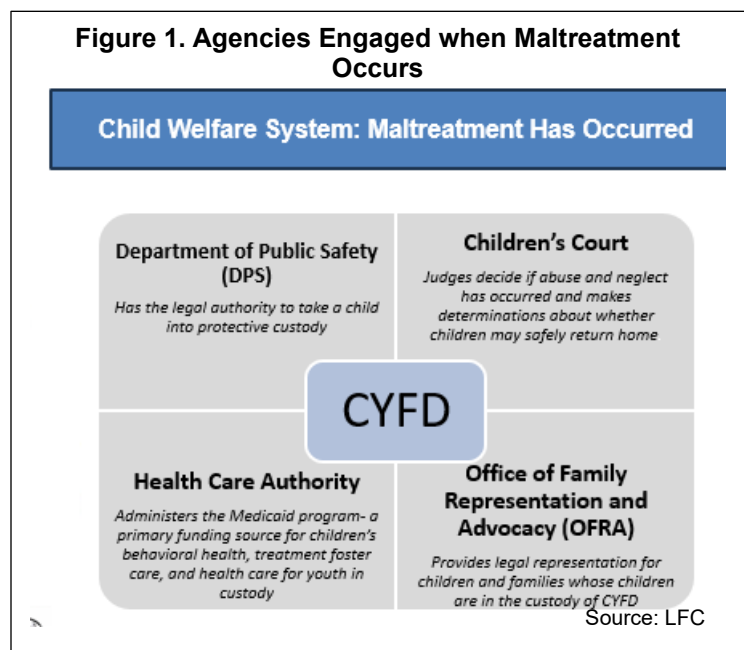 Figure 1. Agencies Engaged when Maltreatment
Occurs
Child Welfare System: Maltreatment Has Occurred
Department of Public Safety
(DPS)
Has the legal authority to take a child
into protective custody
Children's Court
Judges decide if abuse and neglect
has occurred and makes
determinations about whether
children may safely return home
CYFD
Health Care Authority
Administers the Medicaid program- a
primary funding source for children's
behavioral health, treatment foster
care, and health care for youth in
custody
Office of Family
Representation and
Advocacy (OFRA)
Provides legal representation for
children and families whose children
are in the custody of CYFD
Source: LFC